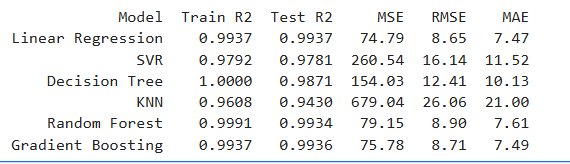 Model Train R2 Test R2 MSE RMSE MAE
Linear Regression 0.9937 0.9937 74.79 8.65 7.47
SVR 0.9792 0.9781 260.54 16.14 11.52
Decision Tree 1.0000 0.9871 154.03 12.41 10.13
KNN 0.9608 0.9430 679.04 26.06 21.00
Random Forest 0.9991 0.9934 79.15 8.90 7.61
Gradient Boosting 0.9937 0.9936 75.78 8.71 7.49